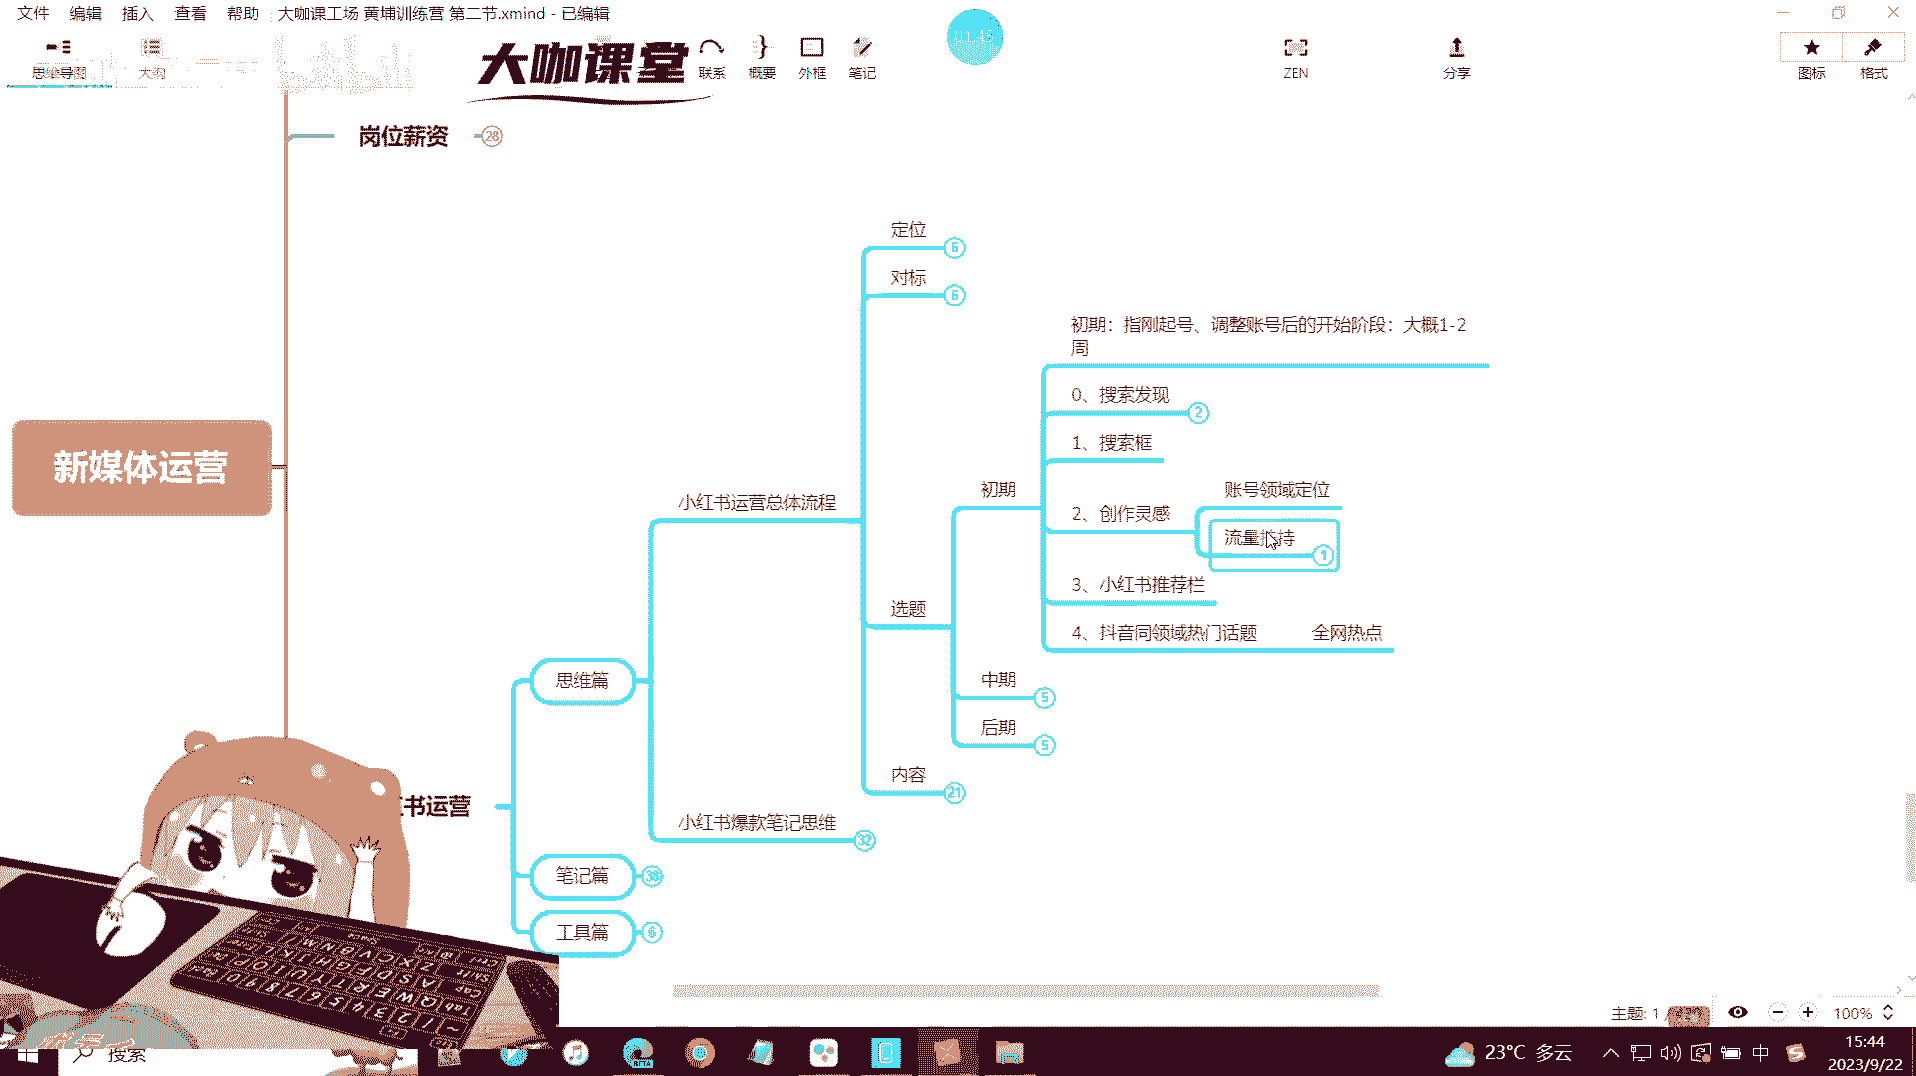 文件 编辑 插入 查看 帮助 大咖课工场 黄埔训练营 第二节.xmind - 已编辑
思维导图 大纲 大咖课堂 联系 概要 外框 笔记 01:45 ZEN 分享 图标 格式
岗位薪资 28
定位 6
对标 6
初期：指刚起号、调整账号后的开始阶段：大概1-2
周
0、搜索发现 2
1、搜索框
新媒体运营
小红书运营总体流程
初期
2、创作灵感
账号领域定位
流量扶持 1
3、小红书推荐栏
选题
4、抖音同领域热门话题 全网热点
思维篇
中期 5
后期 5
内容 21
书运营
小红书爆款笔记思维 32
笔记篇 38
工具篇 6
主题: 1 100%
搜索 BETA 23°C 多云 中 15:44
2023/9/22